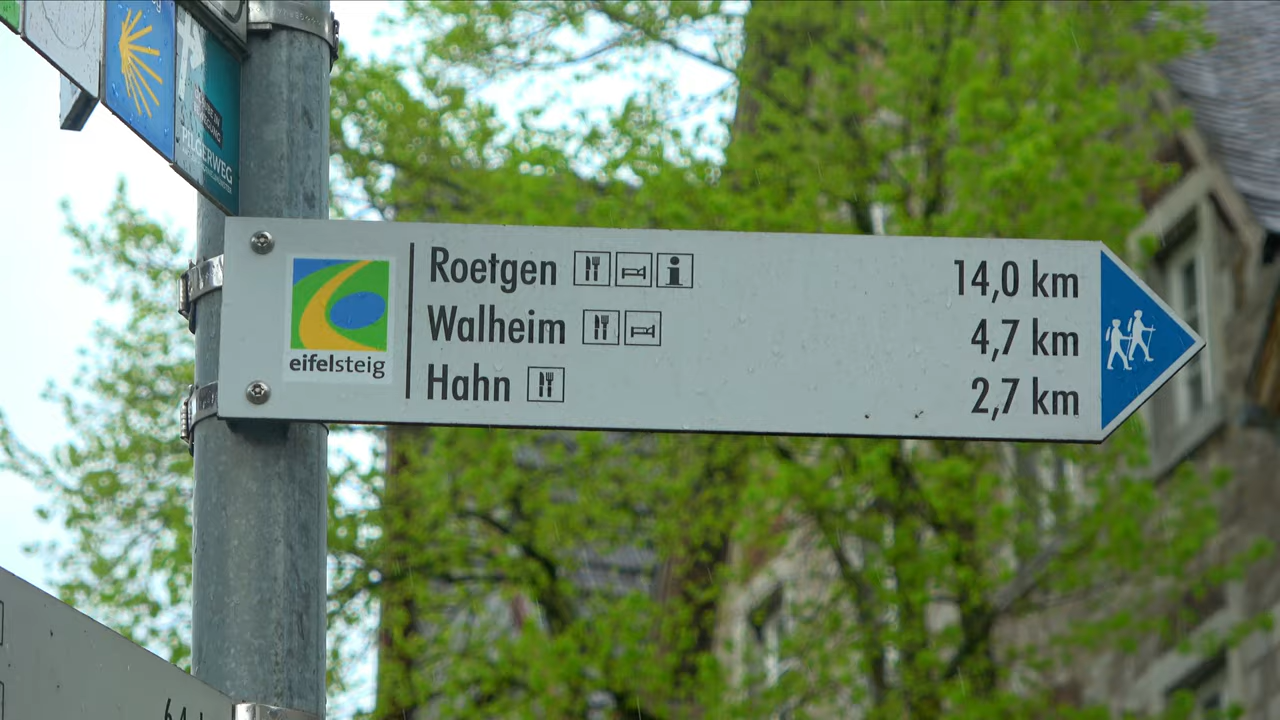 PILGERWEG
Roetgen 14,0 km
Walheim 4,7 km
Hahn 2,7 km
eifelsteig